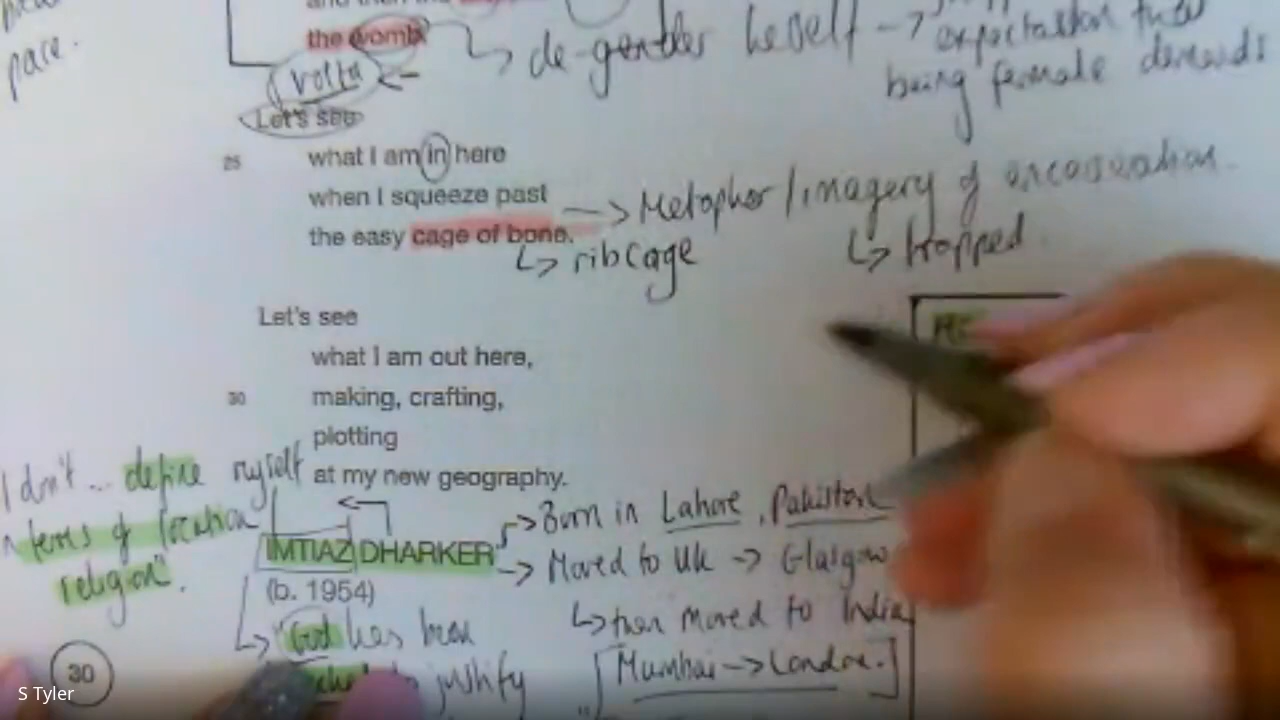 pace.
the womb
de-gender herself ->
expectation that
being female demands
volta
Let's see
25 what I am in here
when I squeeze past
the easy cage of bone.
-> Metaphor/imagery of
-> ribcage
-> trapped.
Let's see
what I am out here,
30 making, crafting,
plotting
at my new geography.
I don't... define myself
terms of location
religion".
IMTIAZ DHARKER
(b. 1954)
-> Born in Lahore, Pakistan
-> Moved to UK -> Glasgow
-> then moved to India
[Mumbai -> London.]
-> "God has been
to justify
30
S Tyler